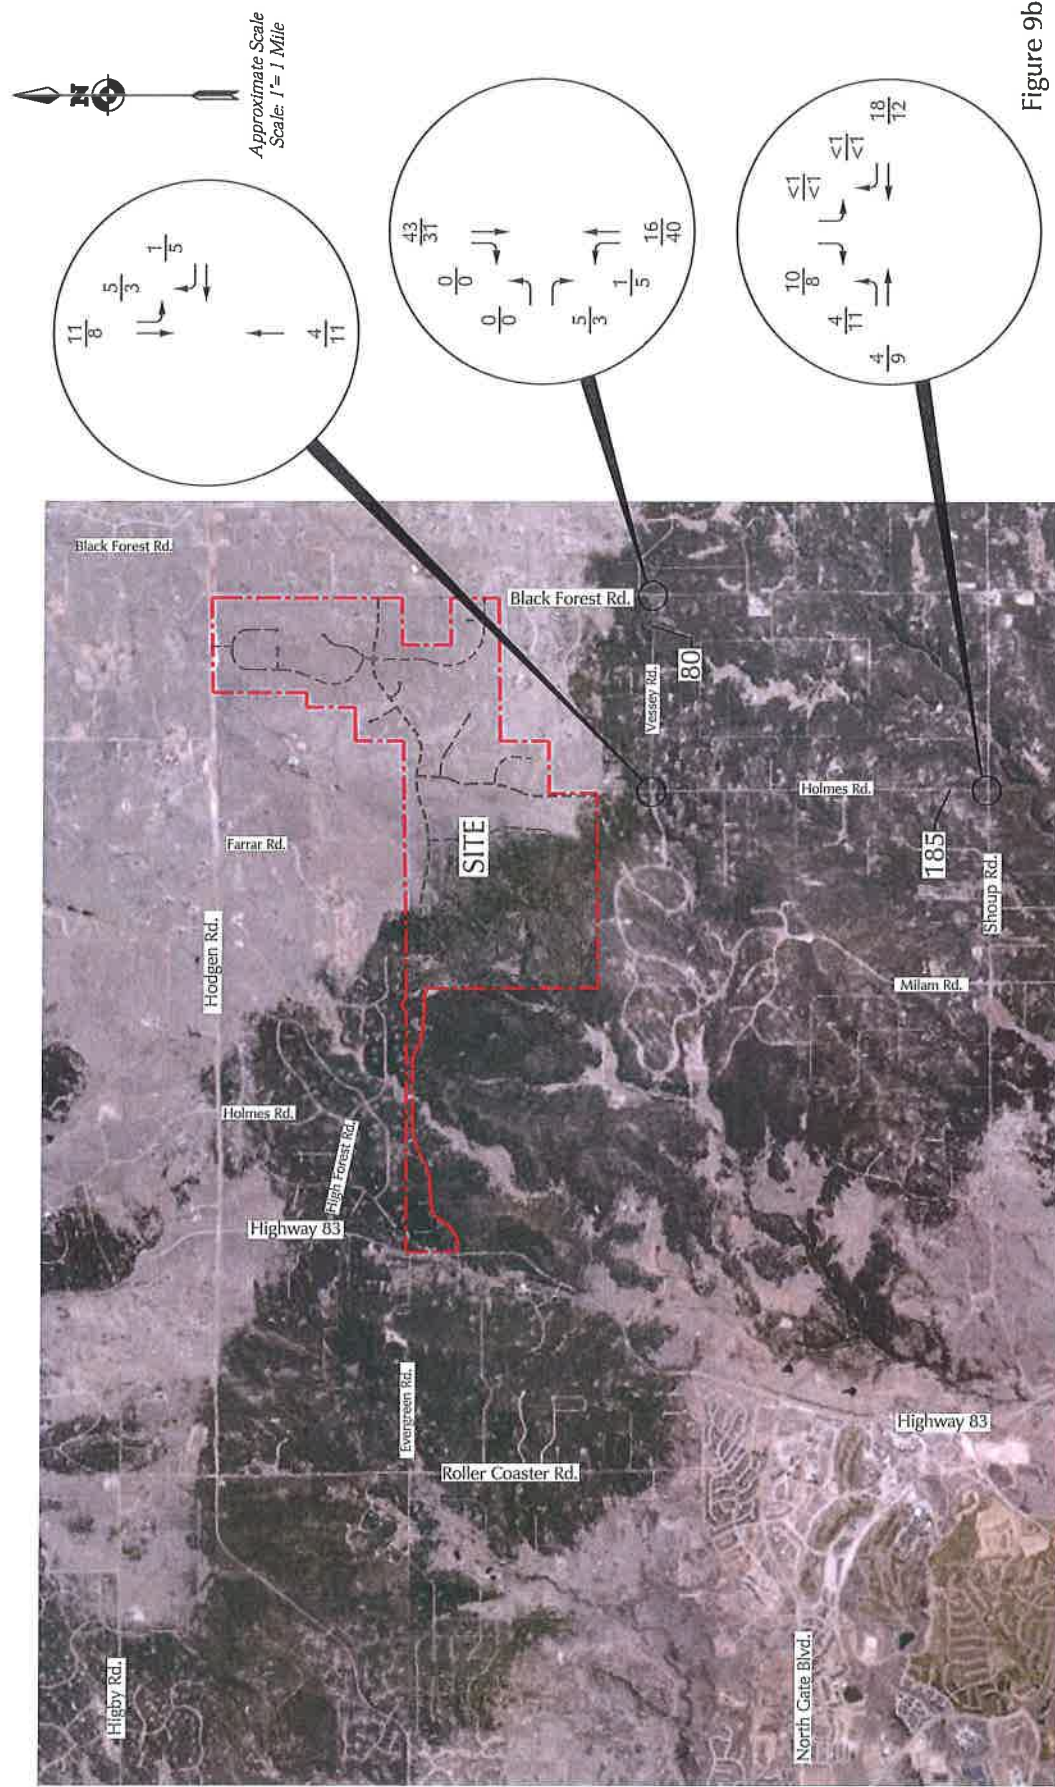 N
Approximate Scale
Scale: 1"= 1 Mile
11
8
5
3
1
5
4
11
43
31
0
0
0
0
5
3
1
5
16
40
<1
<1
<1
<1
18
12
10
8
4
11
4
9
Black Forest Rd.
Black Forest Rd.
Vessey Rd.
80
Holmes Rd.
185
Shoup Rd.
SITE
Farrar Rd.
Hodgen Rd.
Milam Rd.
Holmes Rd.
High Forest Rd.
Highway 83
Evergreen Rd.
Roller Coaster Rd.
Highway 83
Higby Rd.
North Gate Blvd.
Figure 9b